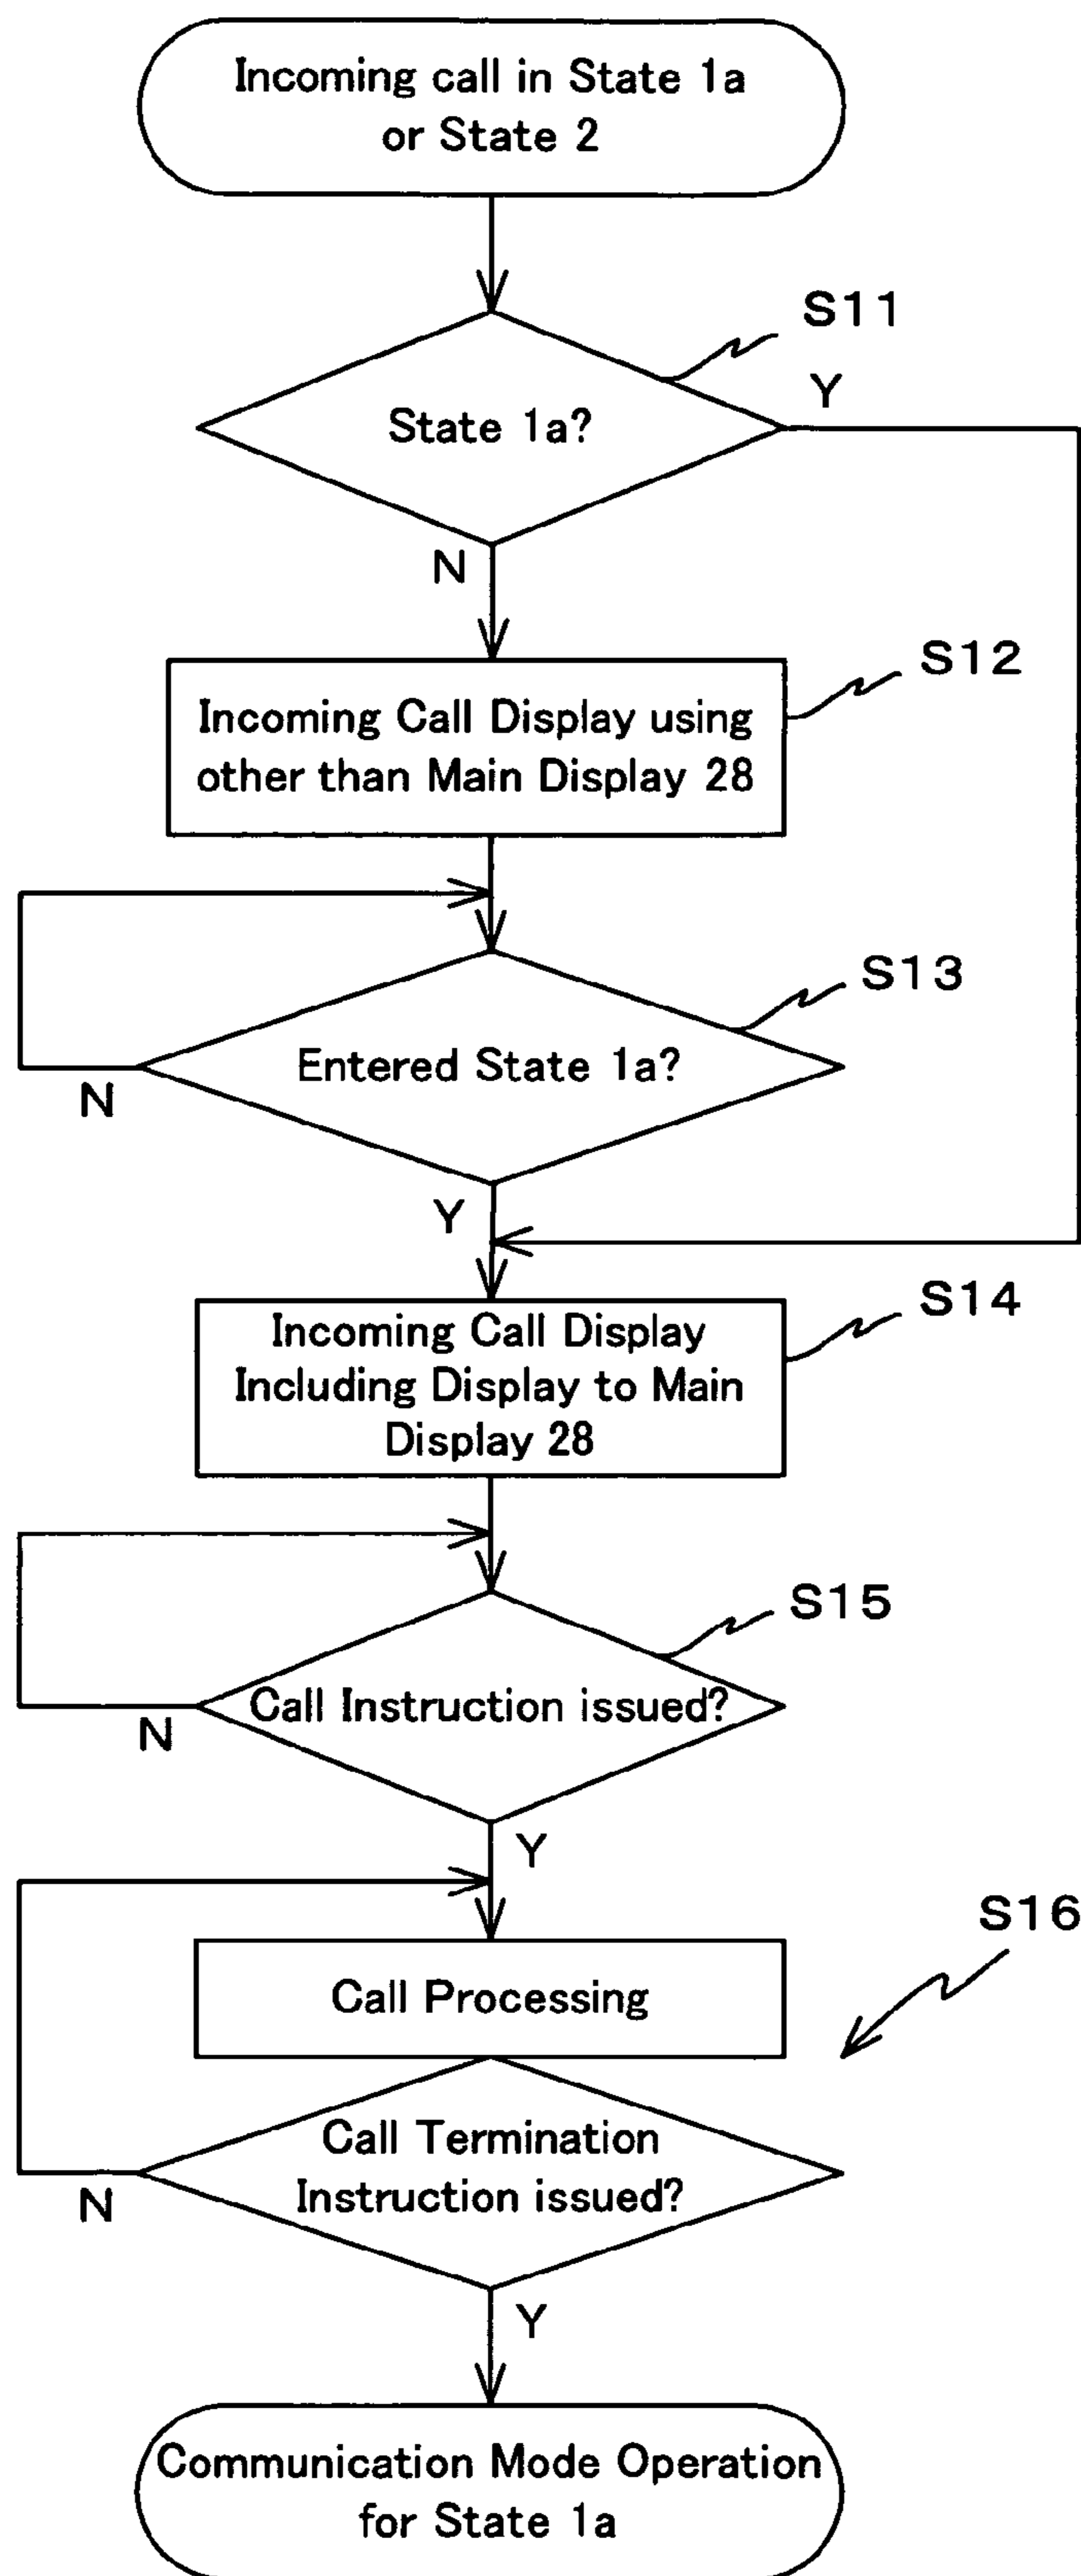 Incoming call in State 1a
or State 2
S11
Y
State 1a?
N
S12
Incoming Call Display using
other than Main Display 28
S13
Entered State 1a?
N
Y
S14
Incoming Call Display
Including Display to Main
Display 28
S15
Call Instruction issued?
N
Y
S16
Call Processing
Call Termination
Instruction issued?
N
Y
Communication Mode Operation
for State 1a